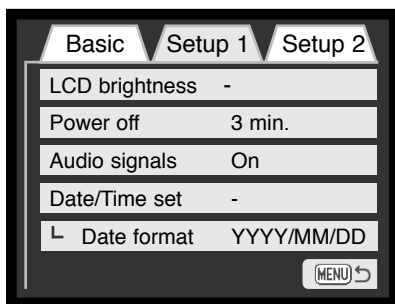 Basic Setup 1 Setup 2
LCD brightness -
Power off 3 min.
Audio signals On
Date/Time set -
└ Date format YYYY/MM/DD
MENU